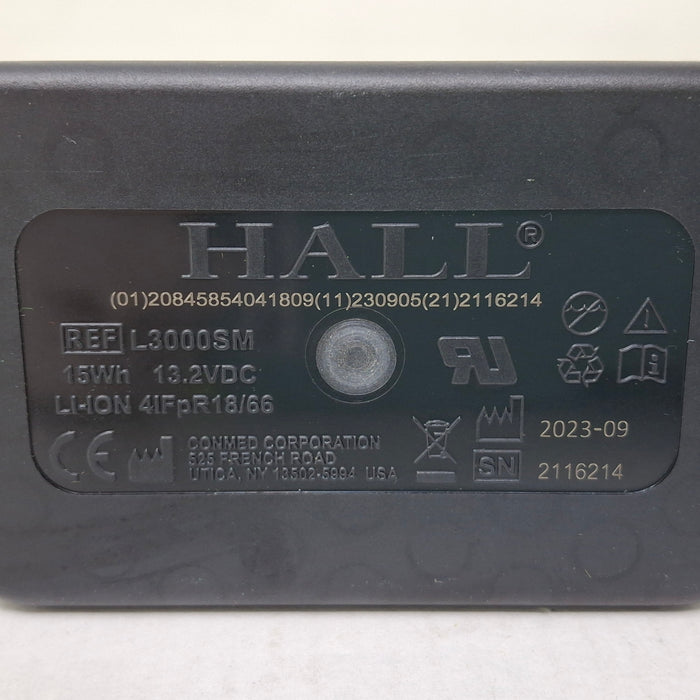 HALL®
(01)20845854041809(11)230905(21)2116214
REF L3000SM
15Wh 13.2VDC
LI-ION 4IFpR18/66
CE
CONMED CORPORATION
525 FRENCH ROAD
UTICA, NY 13502-5994 USA
2023-09
SN 2116214